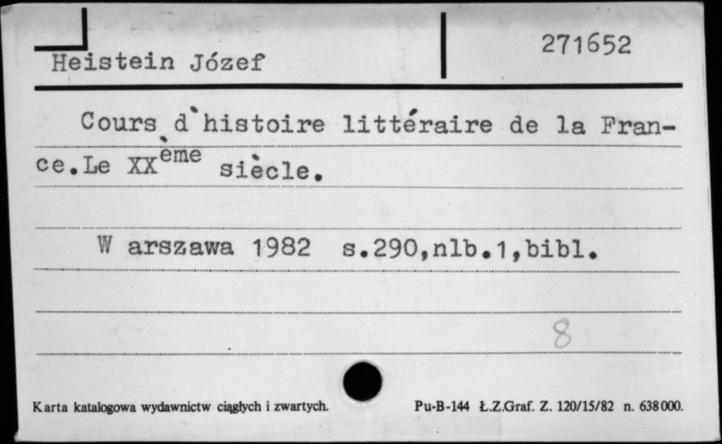 Heistein Józef
271652
Cours d`histoire littéraire de la Fran-
ce.Le XXème siècle.
W arszawa 1982 s.290,nlb.1,bibl.
8
Karta katalogowa wydawnictw ciągłych i zwartych.
Pu-B-144 Ł.Z.Graf. Z. 120/15/82 n. 638000.